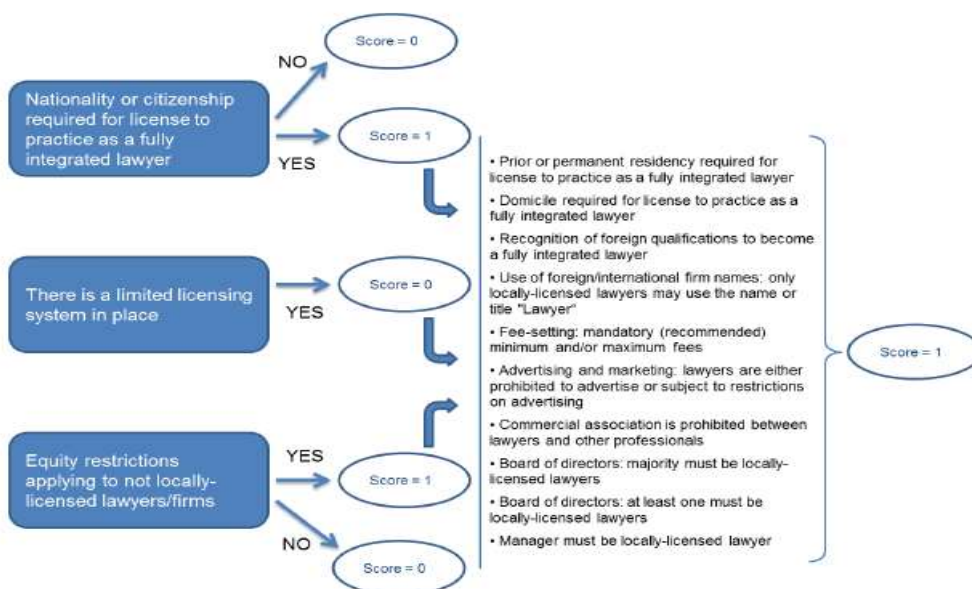 Score = 0
NO
Nationality or citizenship
required for license to
practice as a fully
integrated lawyer
Score = 1
YES
There is a limited licensing
system in place
Score = 0
YES
Equity restrictions
applying to not locally-
licensed lawyers/firms
YES
Score = 1
NO
Score = 0
• Prior or permanent residency required for
license to practice as a fully integrated lawyer
• Domicile required for license to practice as a
fully integrated lawyer
• Recognition of foreign qualifications to become
a fully integrated lawyer
• Use of foreign/international firm names: only
locally-licensed lawyers may use the name or
title "Lawyer"
• Fee-setting: mandatory (recommended)
minimum and/or maximum fees
• Advertising and marketing: lawyers are either
prohibited to advertise or subject to restrictions
on advertising
• Commercial association is prohibited between
lawyers and other professionals
• Board of directors: majority must be locally-
licensed lawyers
• Board of directors: at least one must be
locally-licensed lawyers
• Manager must be locally-licensed lawyer
Score = 1